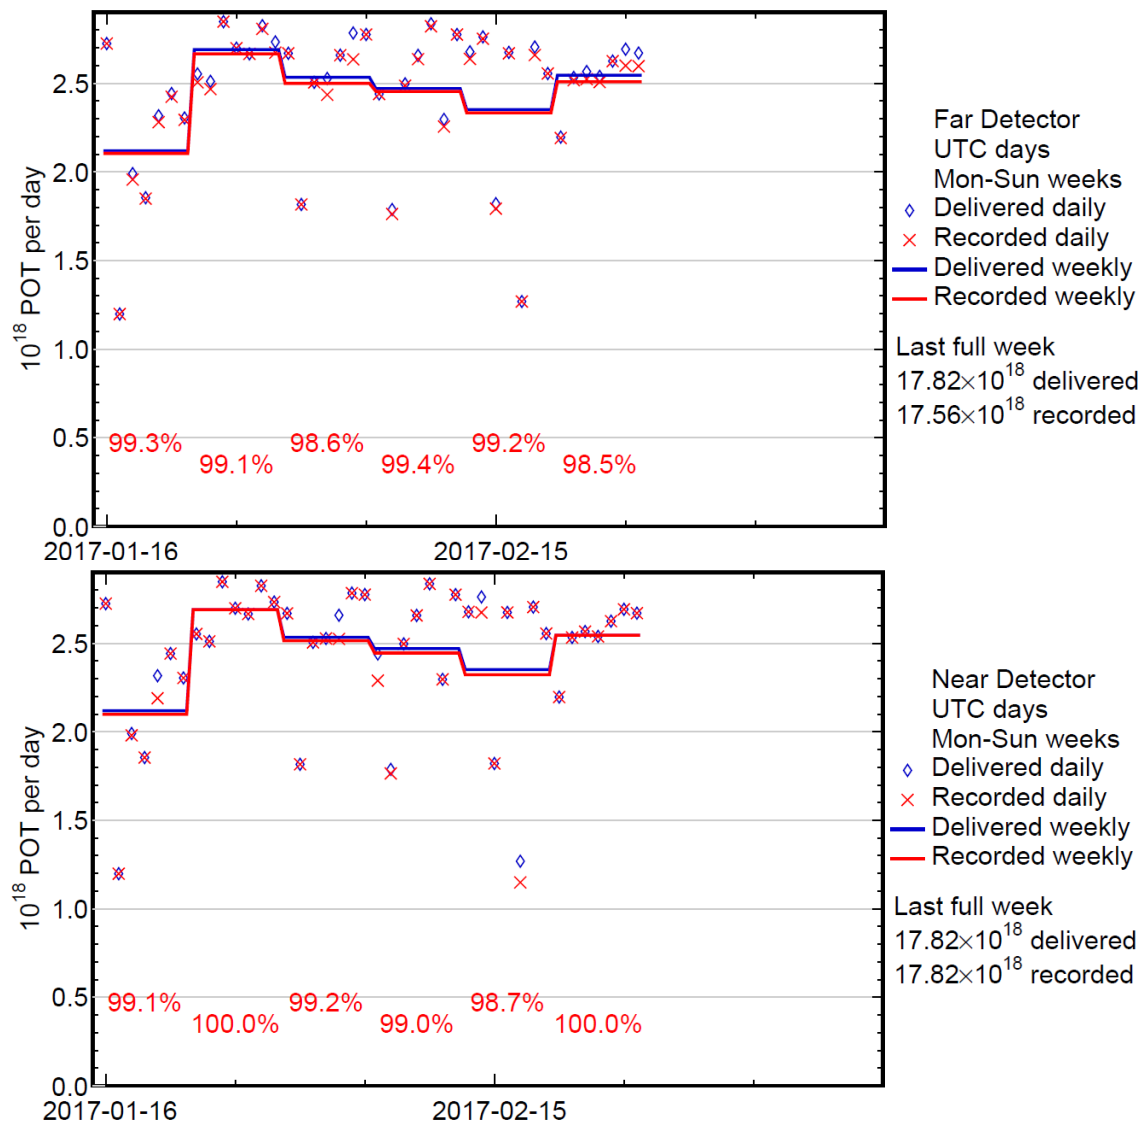 2.5
2.0
1.5
1.0
0.5
0.0
10^18 POT per day
99.3%
99.1%
98.6%
99.4%
99.2%
98.5%
2017-01-16
2017-02-15
Far Detector
UTC days
Mon-Sun weeks
Delivered daily
Recorded daily
Delivered weekly
Recorded weekly
Last full week
17.82×10^18 delivered
17.56×10^18 recorded
2.5
2.0
1.5
1.0
0.5
0.0
10^18 POT per day
99.1%
100.0%
99.2%
99.0%
98.7%
100.0%
2017-01-16
2017-02-15
Near Detector
UTC days
Mon-Sun weeks
Delivered daily
Recorded daily
Delivered weekly
Recorded weekly
Last full week
17.82×10^18 delivered
17.82×10^18 recorded